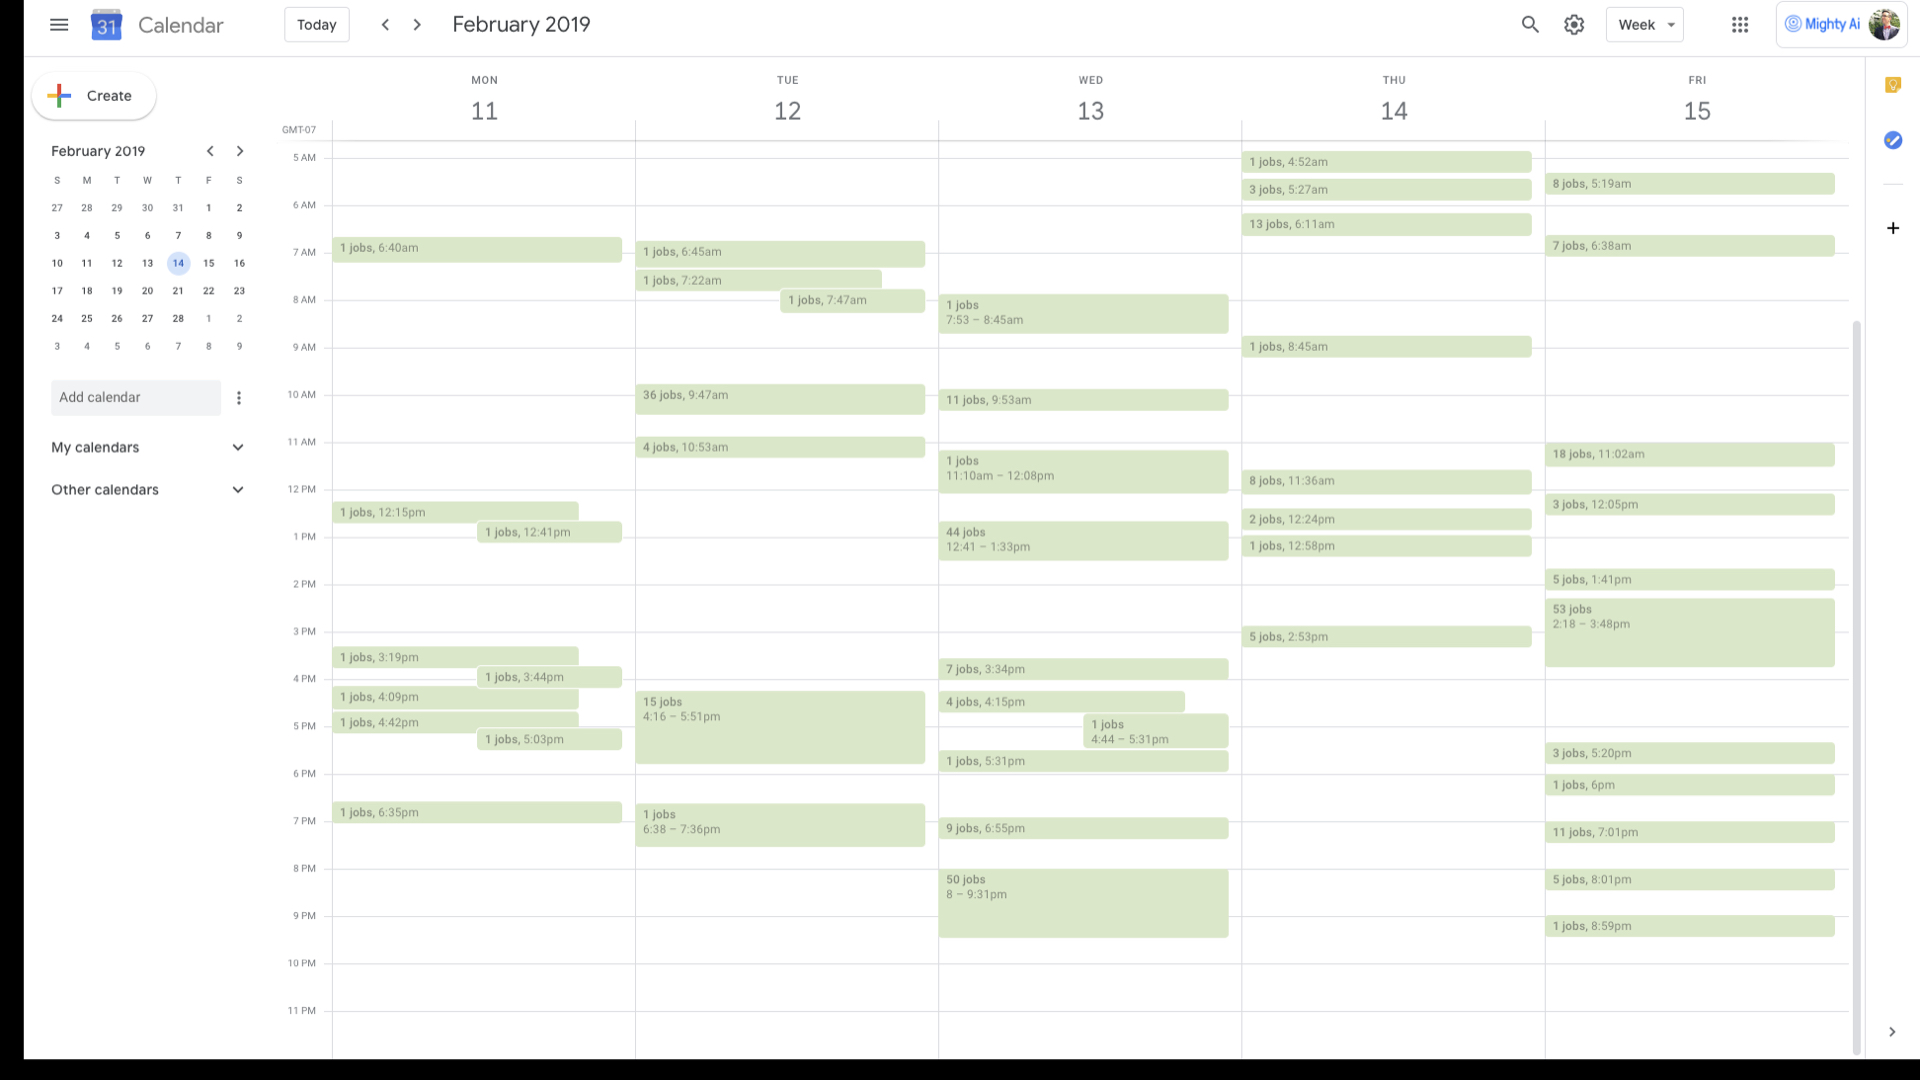 31 Calendar
Today
February 2019
Week
Mighty Ai
Create
February 2019
S M T W T F S
27 28 29 30 31 1 2
3 4 5 6 7 8 9
10 11 12 13 14 15 16
17 18 19 20 21 22 23
24 25 26 27 28 1 2
3 4 5 6 7 8 9
Add calendar
My calendars
Other calendars
MON TUE WED THU FRI
11 12 13 14 15
GMT-07
5 AM
6 AM
7 AM
8 AM
9 AM
10 AM
11 AM
12 PM
1 PM
2 PM
3 PM
4 PM
5 PM
6 PM
7 PM
8 PM
9 PM
10 PM
11 PM
1 jobs, 6:40am
1 jobs, 12:15pm
1 jobs, 12:41pm
1 jobs, 3:19pm
1 jobs, 3:44pm
1 jobs, 4:09pm
1 jobs, 4:42pm
1 jobs, 5:03pm
1 jobs, 6:35pm
1 jobs, 6:45am
1 jobs, 7:22am
1 jobs, 7:47am
36 jobs, 9:47am
4 jobs, 10:53am
15 jobs
4:16 – 5:51pm
1 jobs
6:38 – 7:36pm
1 jobs
7:53 – 8:45am
11 jobs, 9:53am
1 jobs
11:10am – 12:08pm
44 jobs
12:41 – 1:33pm
7 jobs, 3:34pm
4 jobs, 4:15pm
1 jobs
4:44 – 5:31pm
1 jobs, 5:31pm
9 jobs, 6:55pm
50 jobs
8 – 9:31pm
1 jobs, 4:52am
3 jobs, 5:27am
13 jobs, 6:11am
1 jobs, 8:45am
8 jobs, 11:36am
2 jobs, 12:24pm
1 jobs, 12:58pm
5 jobs, 2:53pm
8 jobs, 5:19am
7 jobs, 6:38am
18 jobs, 11:02am
3 jobs, 12:05pm
5 jobs, 1:41pm
53 jobs
2:18 – 3:48pm
3 jobs, 5:20pm
1 jobs, 6pm
11 jobs, 7:01pm
5 jobs, 8:01pm
1 jobs, 8:59pm